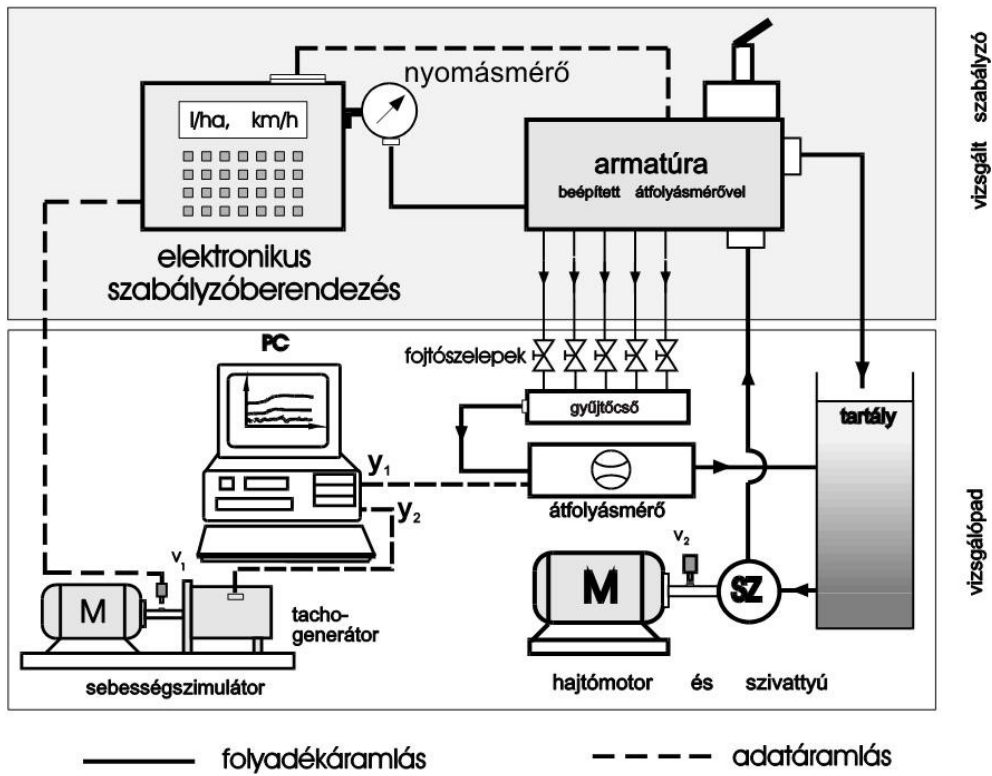 nyomásmérő
l/ha, km/h
armatúra
beépített átfolyásmérővel
elektronikus
szabályzóberendezés
vizsgált szabályzó
PC
fojtószelepek
gyűjtőcső
tartály
y1
y2
átfolyásmérő
v1
v2
M
tacho-
generátor
M
SZ
sebességszimulátor
hajtómotor és szivattyú
vizsgálópad
folyadékáramlás
adatáramlás